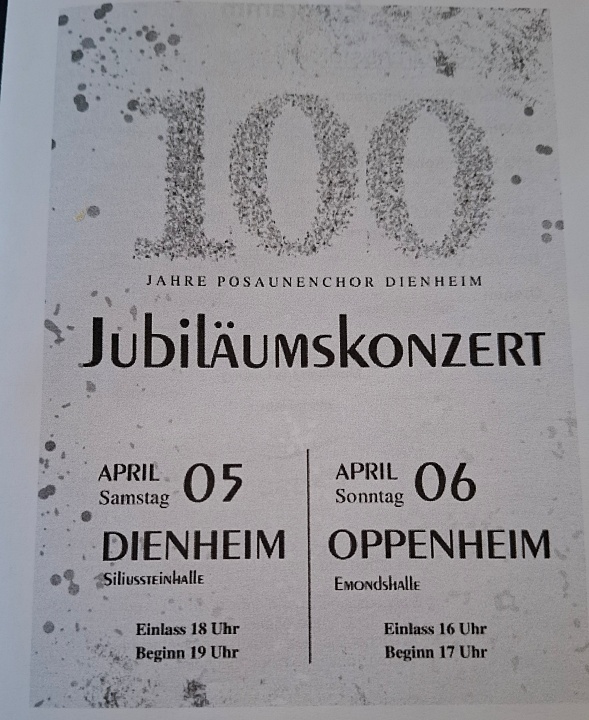 100
JAHRE POSAUNENCHOR DIENHEIM
JUbiläUMSkONZERT
APRIL
Samstag 05
DIENHEIM
SiliUSSTEINhAllE
Einlass 18 Uhr
Beginn 19 Uhr
APRIL
Sonntag 06
OPPENHEIM
EMONdshAllE
Einlass 16 Uhr
Beginn 17 Uhr